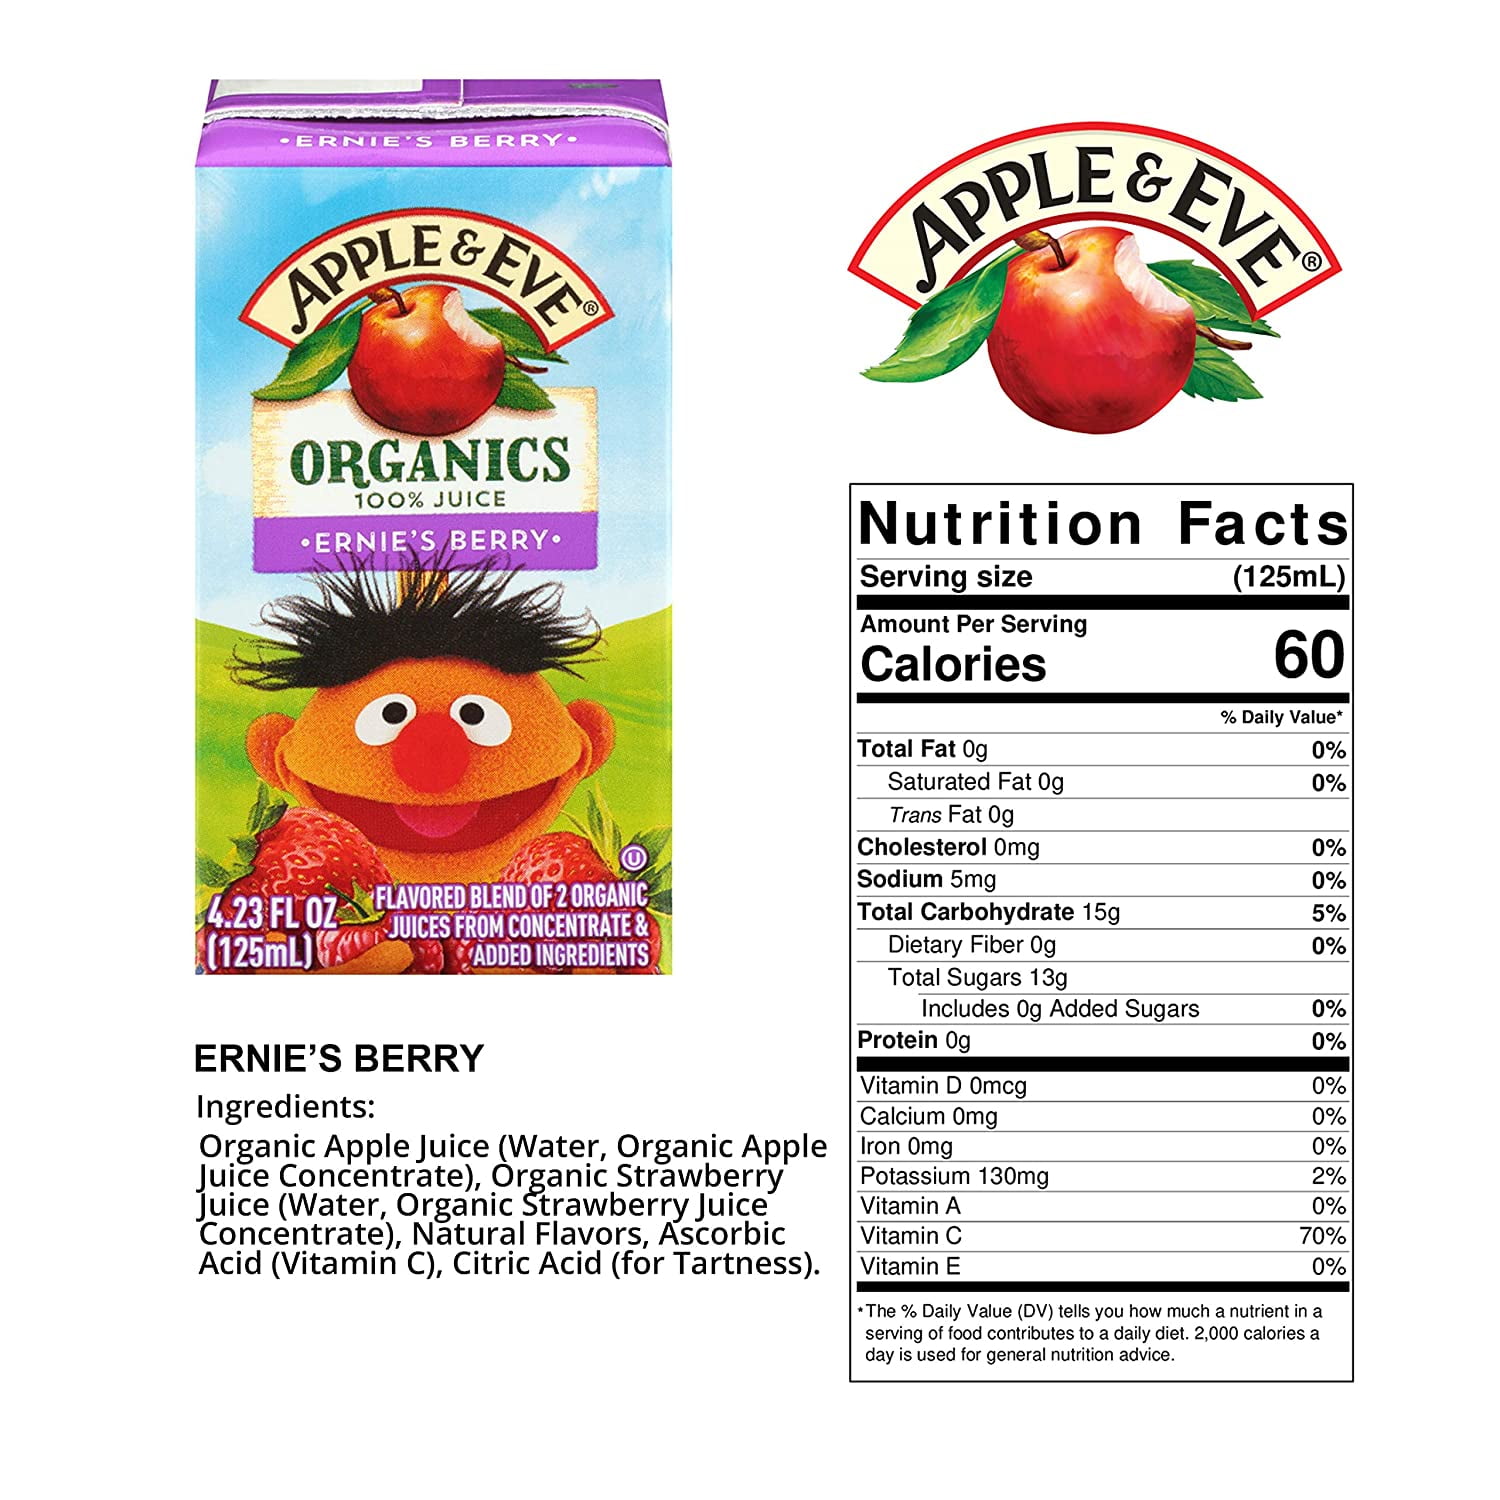 •ERNIE'S BERRY•
APPLE & EVE®
ORGANICS
100% JUICE
•ERNIE'S BERRY•
U
4.23 FL OZ
(125mL)
FLAVORED BLEND OF 2 ORGANIC
JUICES FROM CONCENTRATE &
ADDED INGREDIENTS
ERNIE'S BERRY
Ingredients:
Organic Apple Juice (Water, Organic Apple
Juice Concentrate), Organic Strawberry
Juice (Water, Organic Strawberry Juice
Concentrate), Natural Flavors, Ascorbic
Acid (Vitamin C), Citric Acid (for Tartness).
APPLE & EVE®
Nutrition Facts
Serving size (125mL)
Amount Per Serving
Calories 60
% Daily Value*
Total Fat 0g 0%
Saturated Fat 0g 0%
Trans Fat 0g
Cholesterol 0mg 0%
Sodium 5mg 0%
Total Carbohydrate 15g 5%
Dietary Fiber 0g 0%
Total Sugars 13g
Includes 0g Added Sugars 0%
Protein 0g 0%
Vitamin D 0mcg 0%
Calcium 0mg 0%
Iron 0mg 0%
Potassium 130mg 2%
Vitamin A 0%
Vitamin C 70%
Vitamin E 0%
*The % Daily Value (DV) tells you how much a nutrient in a
serving of food contributes to a daily diet. 2,000 calories a
day is used for general nutrition advice.